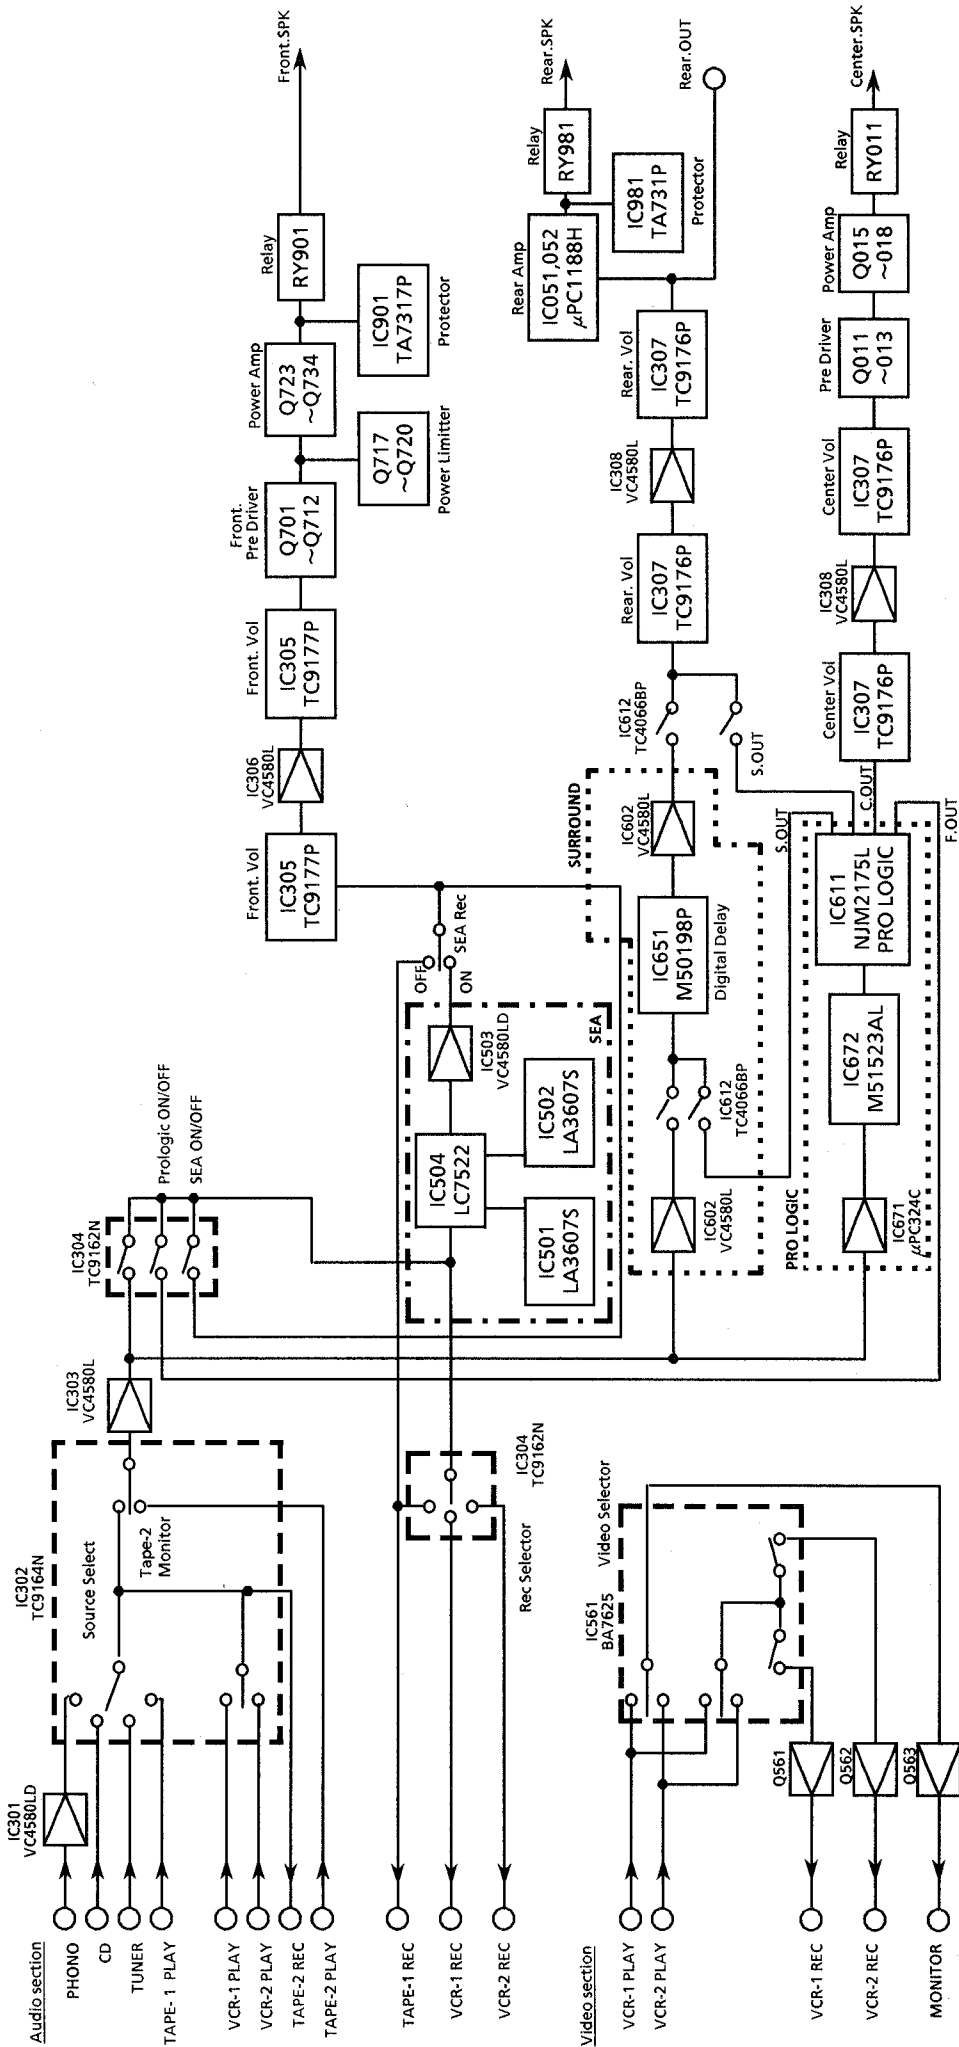 Audio section
PHONO
CD
TUNER
TAPE- 1 PLAY
VCR-1 PLAY
VCR-2 PLAY
TAPE-2 REC
TAPE-2 PLAY
IC301
VC4580LD
IC302
TC9164N
Source Select
Tape-2
Monitor
IC303
VC4580L
IC304
TC9162N
Prologic ON/OFF
SEA ON/OFF
Front. Vol
IC305
TC9177P
IC306
VC4580L
Front. Vol
IC305
TC9177P
Front.
Pre Driver
Q701
~Q712
Q717
~Q720
Power Limitter
Power Amp
Q723
~Q734
IC901
TA7317P
Protector
Relay
RY901
Front.SPK
TAPE-1 REC
VCR-1 REC
VCR-2 REC
IC304
TC9162N
Rec Selector
IC504
LC7522
IC501
LA3607S
IC502
LA3607S
IC503
VC4580LD
SEA
OFF
ON
SEA Rec
SURROUND
IC602
VC4580L
IC612
TC4066BP
IC651
M50198P
Digital Delay
IC602
VC4580L
IC612
TC4066BP
S.OUT
Rear. Vol
IC307
TC9176P
IC308
VC4580L
Rear. Vol
IC307
TC9176P
Rear Amp
IC051,052
μPC1188H
IC981
TA731P
Protector
Relay
RY981
Rear.SPK
Rear.OUT
PRO LOGIC
IC671
μPC324C
IC672
M51523AL
IC611
NJM2175L
PRO LOGIC
S.OUT
C.OUT
F.OUT
Center Vol
IC307
TC9176P
IC308
VC4580L
Center Vol
IC307
TC9176P
Pre Driver
Q011
~013
Power Amp
Q015
~018
Relay
RY011
Center.SPK
Video section
VCR-1 PLAY
VCR-2 PLAY
VCR-1 REC
VCR-2 REC
MONITOR
IC561
BA7625
Video Selector
Q561
Q562
Q563